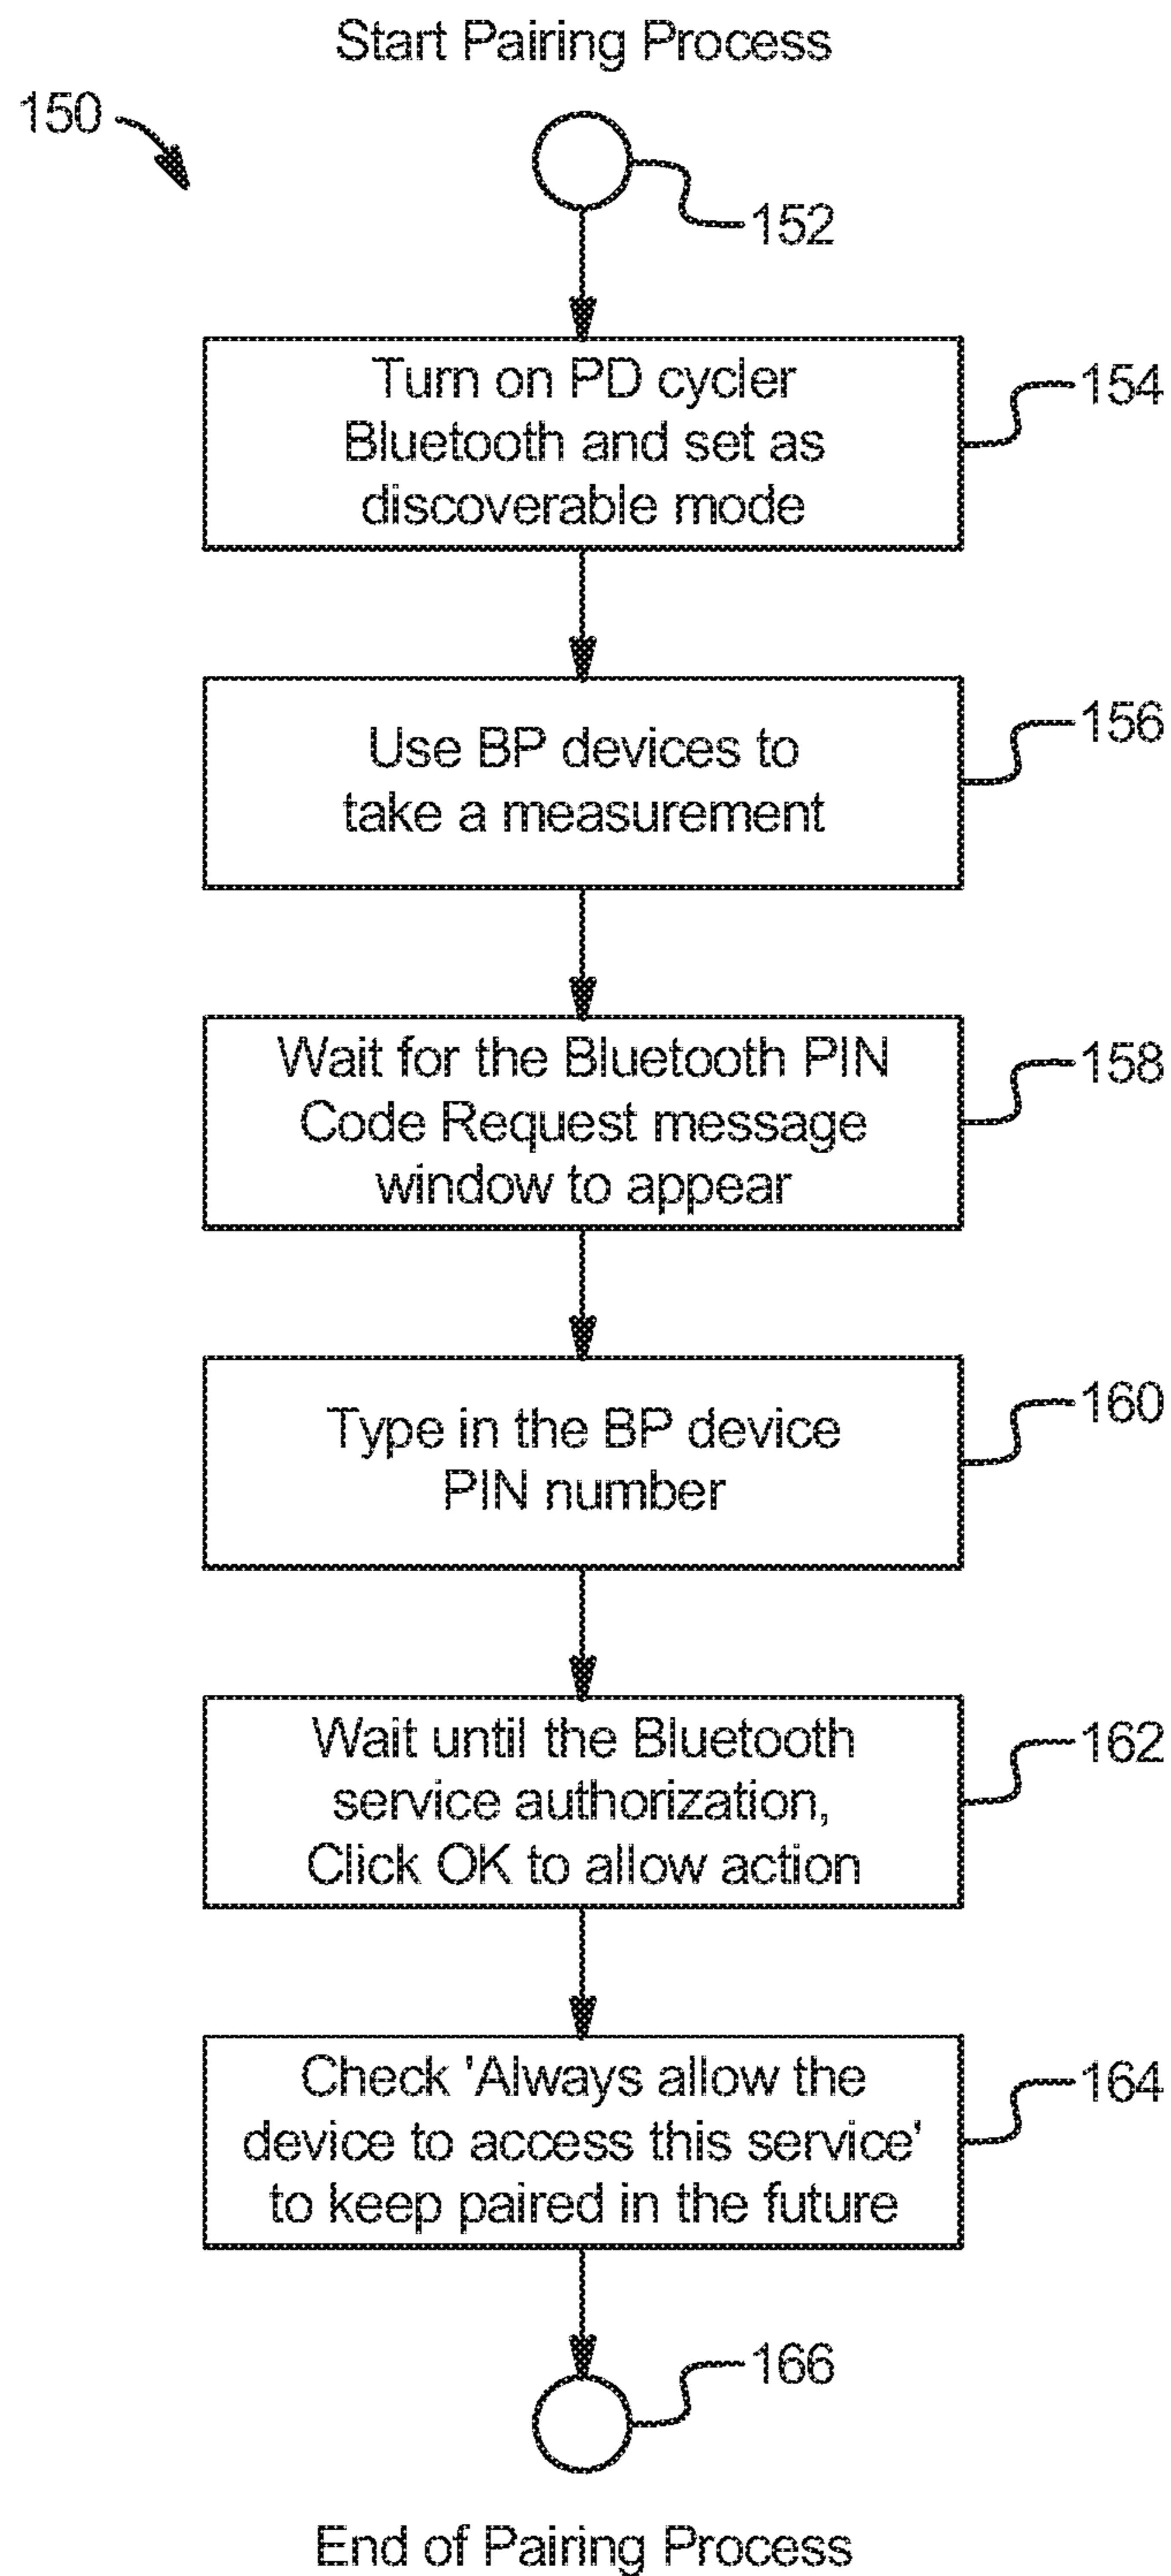 Start Pairing Process
150
152
Turn on PD cycler
Bluetooth and set as
discoverable mode
154
Use BP devices to
take a measurement
156
Wait for the Bluetooth PIN
Code Request message
window to appear
158
Type in the BP device
PIN number
160
Wait until the Bluetooth
service authorization,
Click OK to allow action
162
Check 'Always allow the
device to access this service'
to keep paired in the future
164
166
End of Pairing Process